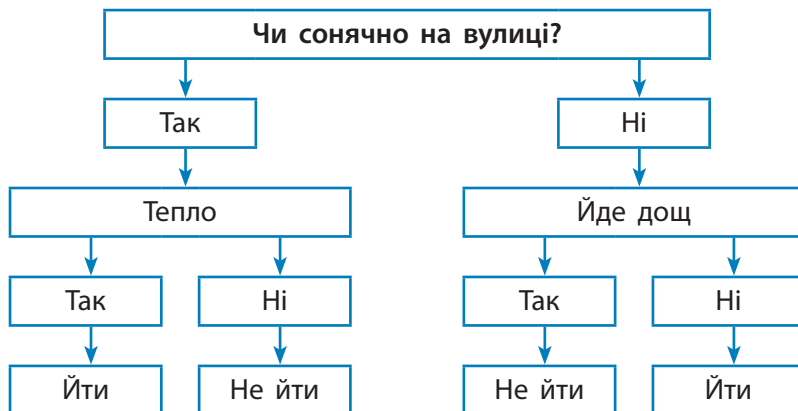 Чи сонячно на вулиці?
Так Ні
Тепло Йде дощ
Так Ні Так Ні
Йти Не йти Не йти Йти